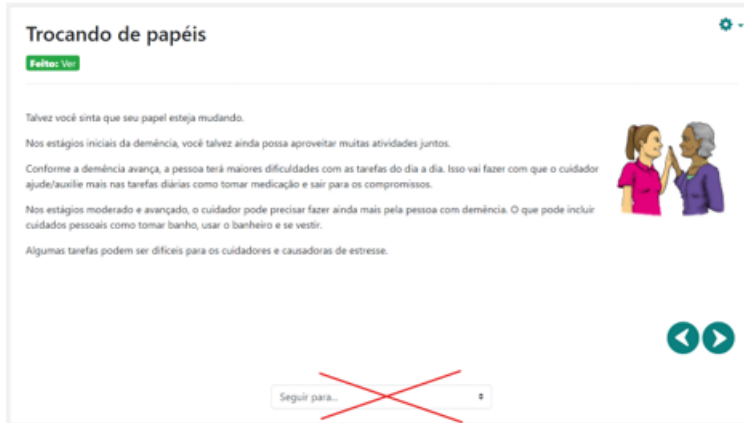 Trocando de papéis
Feito: Ver
Talvez você sinta que seu papel esteja mudando.
Nos estágios iniciais da demência, você talvez ainda possa aproveitar muitas atividades juntos.
Conforme a demência avança, a pessoa terá maiores dificuldades com as tarefas do dia a dia. Isso vai fazer com que o cuidador
ajude/auxilie mais nas tarefas diárias como tomar medicação e sair para os compromissos.
Nos estágios moderado e avançado, o cuidador pode precisar fazer ainda mais pela pessoa com demência. O que pode incluir
cuidados pessoais como tomar banho, usar o banheiro e se vestir.
Algumas tarefas podem ser difíceis para os cuidadores e causadoras de estresse.
Seguir para...